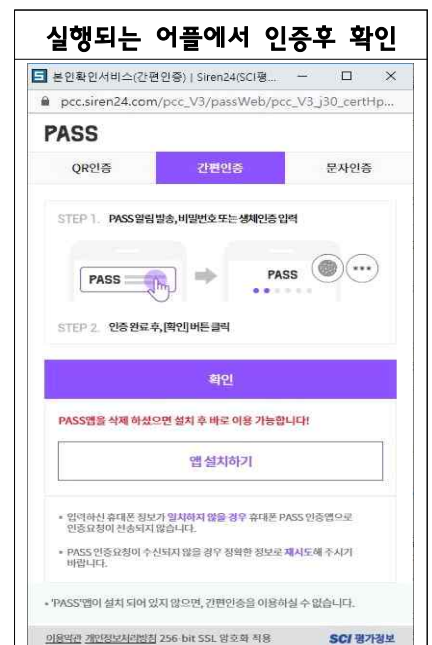 실행되는 어플에서 인증후 확인
본인확인서비스(간편인증) | Siren24(SCI평...
pcc.siren24.com/pcc_V3/passWeb/pcc_V3_j30_certHp...
PASS
QR인증 간편인증 문자인증
STEP 1. PASS 알림 발송, 비밀번호 또는 생체인증 입력
PASS PASS
STEP 2. 인증 완료 후, [확인] 버튼 클릭
확인
PASS앱을 삭제 하셨으면 설치 후 바로 이용 가능합니다!
앱 설치하기
• 입력하신 휴대폰 정보가 일치하지 않을 경우 휴대폰 PASS 인증앱으로
인증요청이 전송되지 않습니다.
• PASS 인증요청이 수신되지 않을 경우 정확한 정보로 재시도해 주시기
바랍니다.
• 'PASS'앱이 설치 되어 있지 않으면, 간편인증을 이용하실 수 없습니다.
이용약관 개인정보처리방침 256-bit SSL 암호화 적용 SCI 평가정보